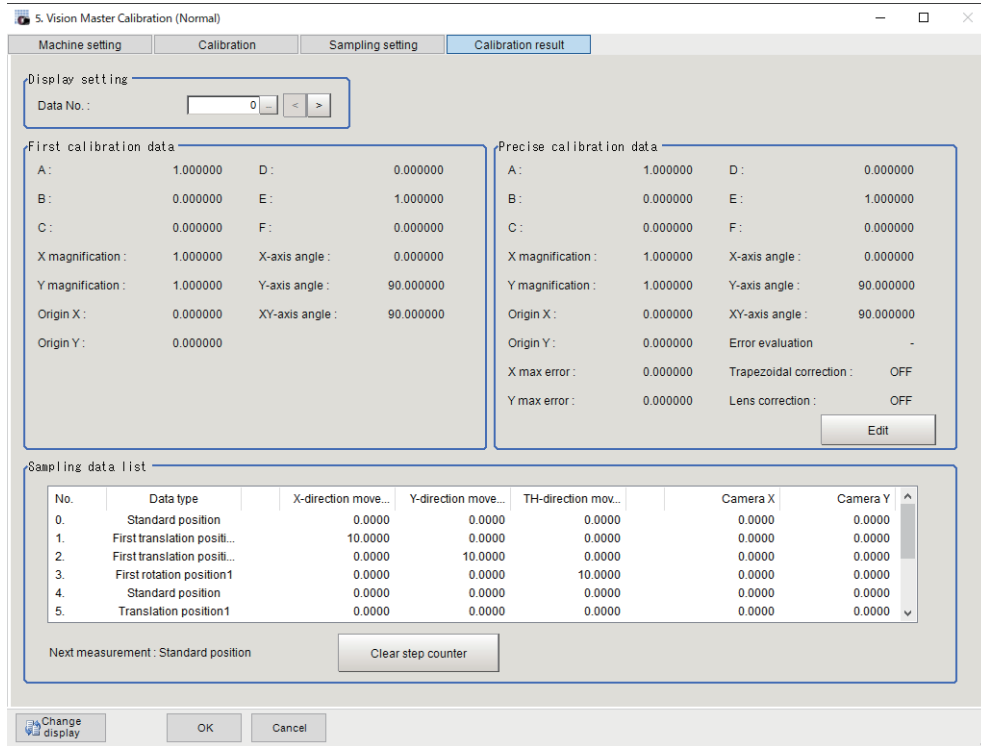 5. Vision Master Calibration (Normal)
Machine setting Calibration Sampling setting Calibration result
Display setting
Data No. : 0 ... < >
First calibration data
A : 1.000000 D : 0.000000
B : 0.000000 E : 1.000000
C : 0.000000 F : 0.000000
X magnification : 1.000000 X-axis angle : 0.000000
Y magnification : 1.000000 Y-axis angle : 90.000000
Origin X : 0.000000 XY-axis angle : 90.000000
Origin Y : 0.000000
Precise calibration data
A : 1.000000 D : 0.000000
B : 0.000000 E : 1.000000
C : 0.000000 F : 0.000000
X magnification : 1.000000 X-axis angle : 0.000000
Y magnification : 1.000000 Y-axis angle : 90.000000
Origin X : 0.000000 XY-axis angle : 90.000000
Origin Y : 0.000000 Error evaluation -
X max error : 0.000000 Trapezoidal correction : OFF
Y max error : 0.000000 Lens correction : OFF
Edit
Sampling data list
No. Data type X-direction move... Y-direction move... TH-direction mov... Camera X Camera Y
0. Standard position 0.0000 0.0000 0.0000 0.0000 0.0000
1. First translation positi... 10.0000 0.0000 0.0000 0.0000 0.0000
2. First translation positi... 0.0000 10.0000 0.0000 0.0000 0.0000
3. First rotation position1 0.0000 0.0000 10.0000 0.0000 0.0000
4. Standard position 0.0000 0.0000 0.0000 0.0000 0.0000
5. Translation position1 0.0000 0.0000 0.0000 0.0000 0.0000
Next measurement : Standard position Clear step counter
Change
display
OK Cancel